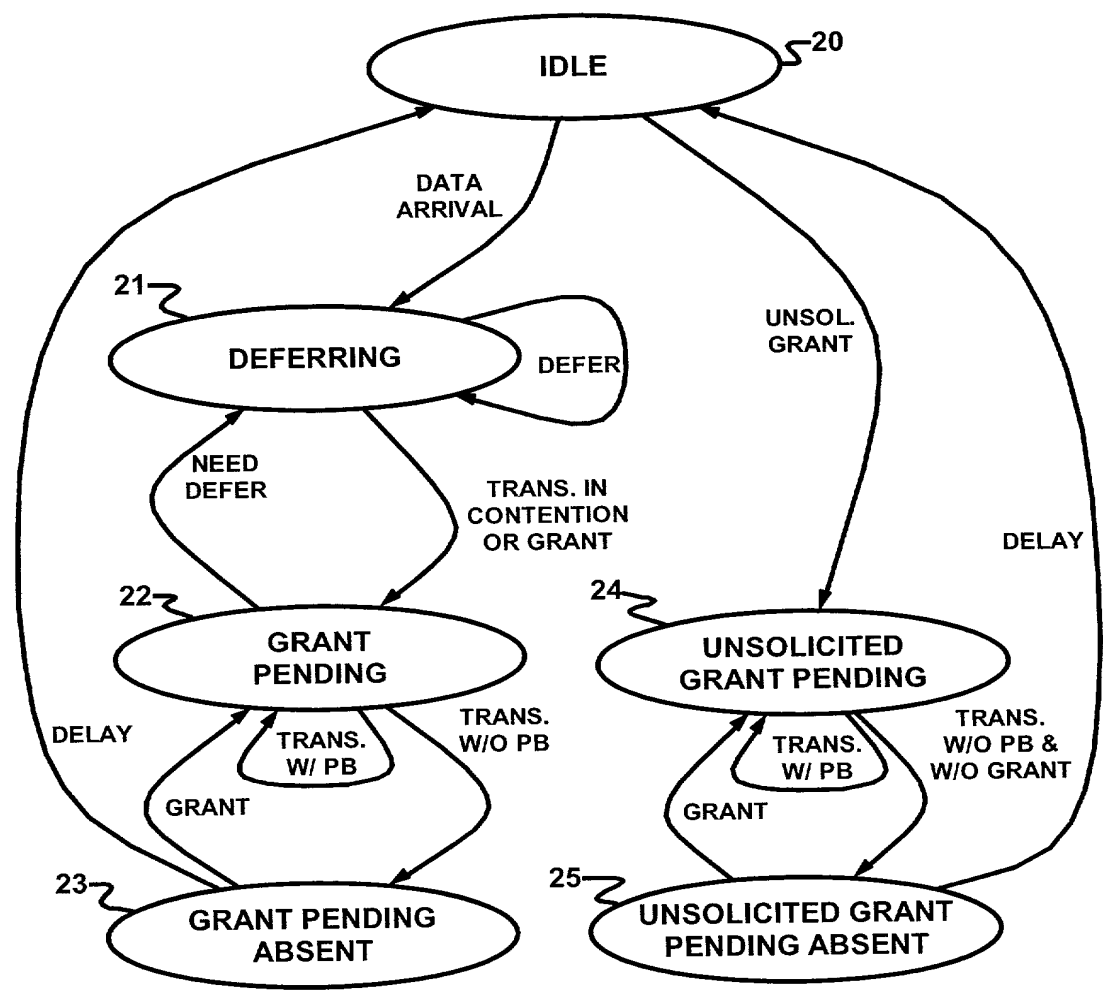 IDLE
20
DATA
ARRIVAL
21
DEFERRING
DEFER
UNSOL.
GRANT
NEED
DEFER
TRANS. IN
CONTENTION
OR GRANT
DELAY
22
GRANT
PENDING
24
UNSOLICITED
GRANT PENDING
DELAY
TRANS.
W/ PB
TRANS.
W/O PB
GRANT
TRANS.
W/ PB
TRANS.
W/O PB &
W/O GRANT
GRANT
23
GRANT PENDING
ABSENT
25
UNSOLICITED GRANT
PENDING ABSENT